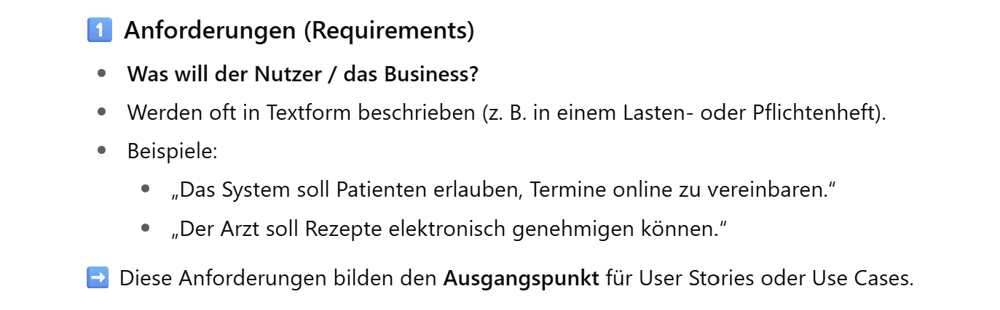 1️⃣ Anforderungen (Requirements)
• Was will der Nutzer / das Business?
• Werden oft in Textform beschrieben (z. B. in einem Lasten- oder Pflichtenheft).
• Beispiele:
• „Das System soll Patienten erlauben, Termine online zu vereinbaren.“
• „Der Arzt soll Rezepte elektronisch genehmigen können.“
➡️ Diese Anforderungen bilden den Ausgangspunkt für User Stories oder Use Cases.